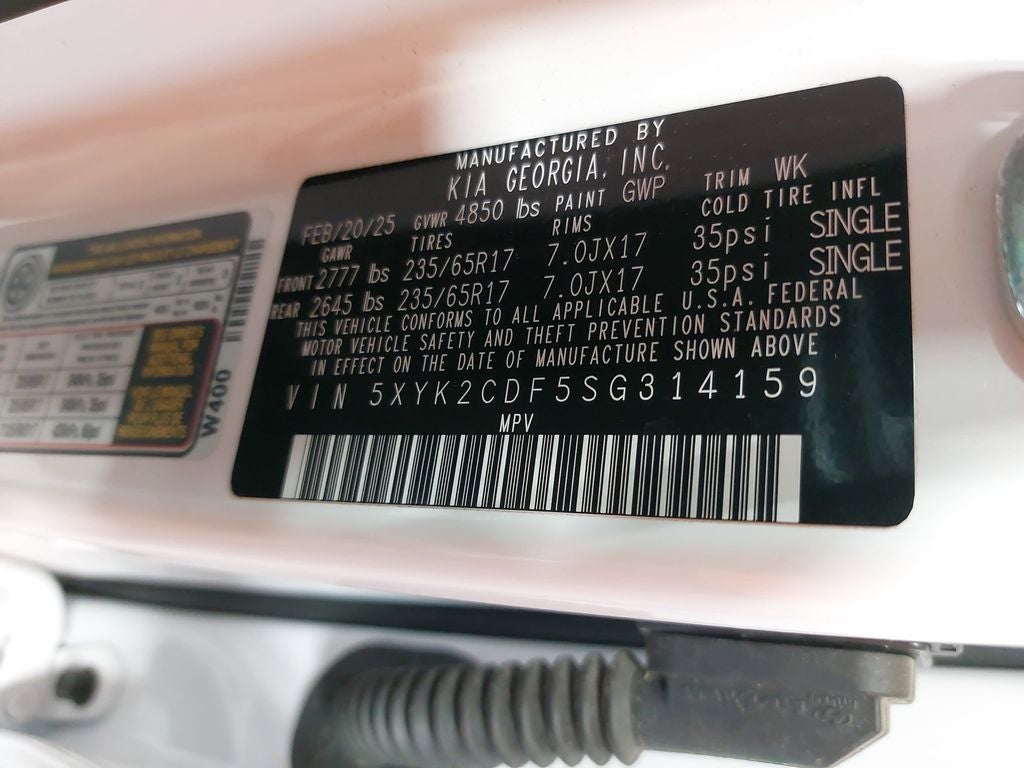 MANUFACTURED BY
KIA GEORGIA, INC.
FEB/20/25 GVWR 4850 lbs PAINT GWP TRIM WK
GAWR TIRES RIMS COLD TIRE INFL
FRONT 2777 lbs 235/65R17 7.0JX17 35psi SINGLE
REAR 2645 lbs 235/65R17 7.0JX17 35psi SINGLE
THIS VEHICLE CONFORMS TO ALL APPLICABLE U.S.A. FEDERAL
MOTOR VEHICLE SAFETY AND THEFT PREVENTION STANDARDS
IN EFFECT ON THE DATE OF MANUFACTURE SHOWN ABOVE
VIN 5XYK2CDF5SG314159
MPV
W400